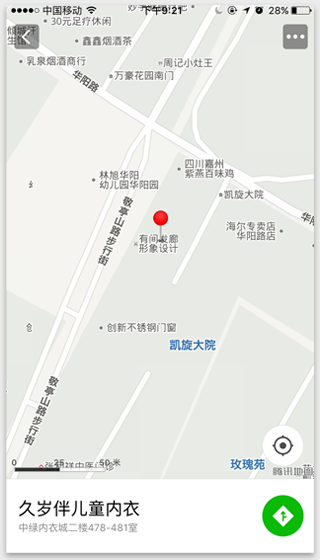 中国移动 下午9:21 28%
30元足疗休闲
鑫鑫烟酒茶
乳泉烟酒商行
周记小灶王
万豪花园南门
华阳路
四川嘉州
紫燕百味鸡
林旭华阳
幼儿园华阳园
凯旋大院
敬亭山路步行街
海尔专卖店
华阳路店
有间发廊
形象设计
创新不锈钢门窗
凯旋大院
敬亭山路步行街
玫瑰苑
0 25 50 米
腾讯地图
久岁伴儿童内衣
中绿内衣城二楼478-481室